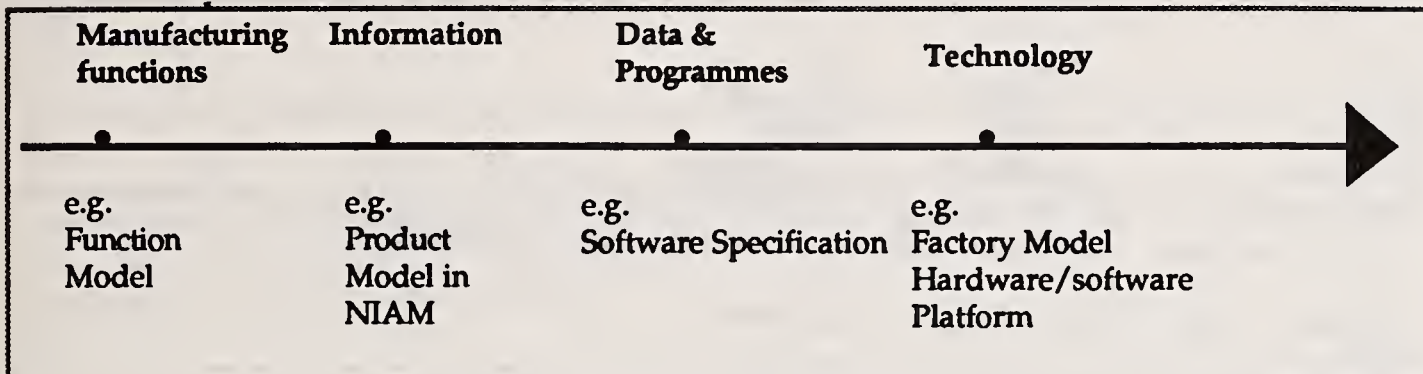 Manufacturing
functions
Information
Data &
Programmes
Technology
e.g.
Function
Model
e.g.
Product
Model in
NIAM
e.g.
Software Specification
e.g.
Factory Model
Hardware/software
Platform